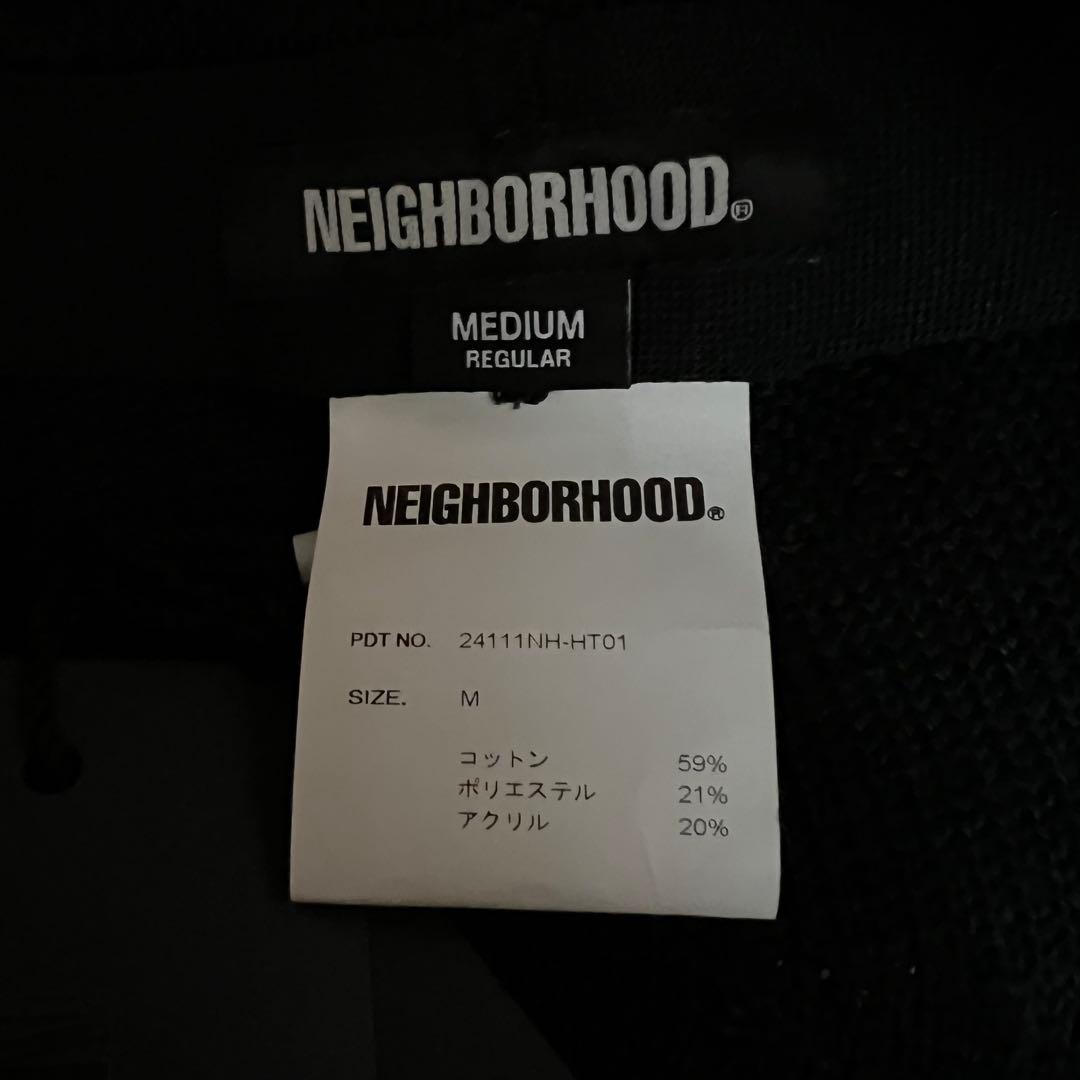 NEIGHBORHOOD®
MEDIUM
REGULAR
NEIGHBORHOOD®
PDT NO. 24111NH-HT01
SIZE. M
コットン 59%
ポリエステル 21%
アクリル 20%